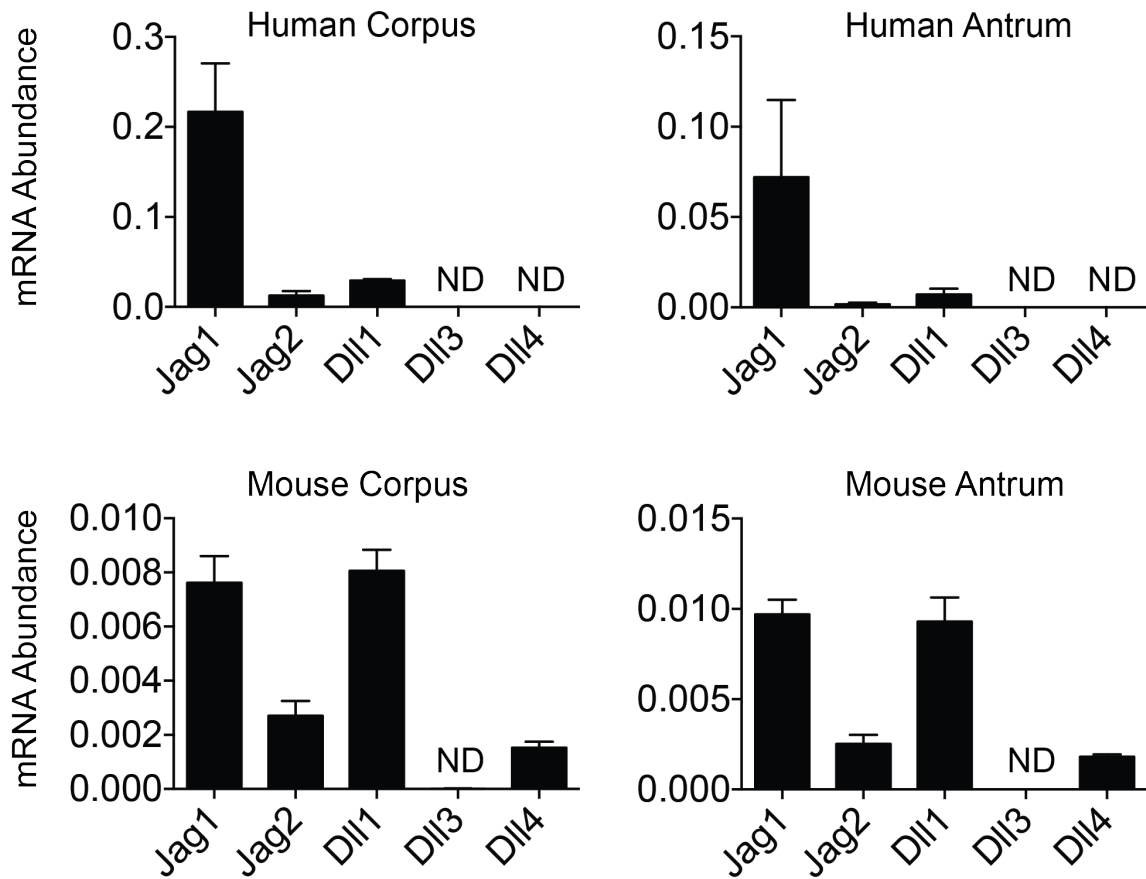 Human Corpus
mRNA Abundance
0.3
0.2
0.1
0.0
ND ND
Jag1 Jag2 Dll1 Dll3 Dll4
Human Antrum
0.15
0.10
0.05
0.00
ND ND
Jag1 Jag2 Dll1 Dll3 Dll4
Mouse Corpus
mRNA Abundance
0.010
0.008
0.006
0.004
0.002
0.000
ND
Jag1 Jag2 Dll1 Dll3 Dll4
Mouse Antrum
0.015
0.010
0.005
0.000
ND
Jag1 Jag2 Dll1 Dll3 Dll4